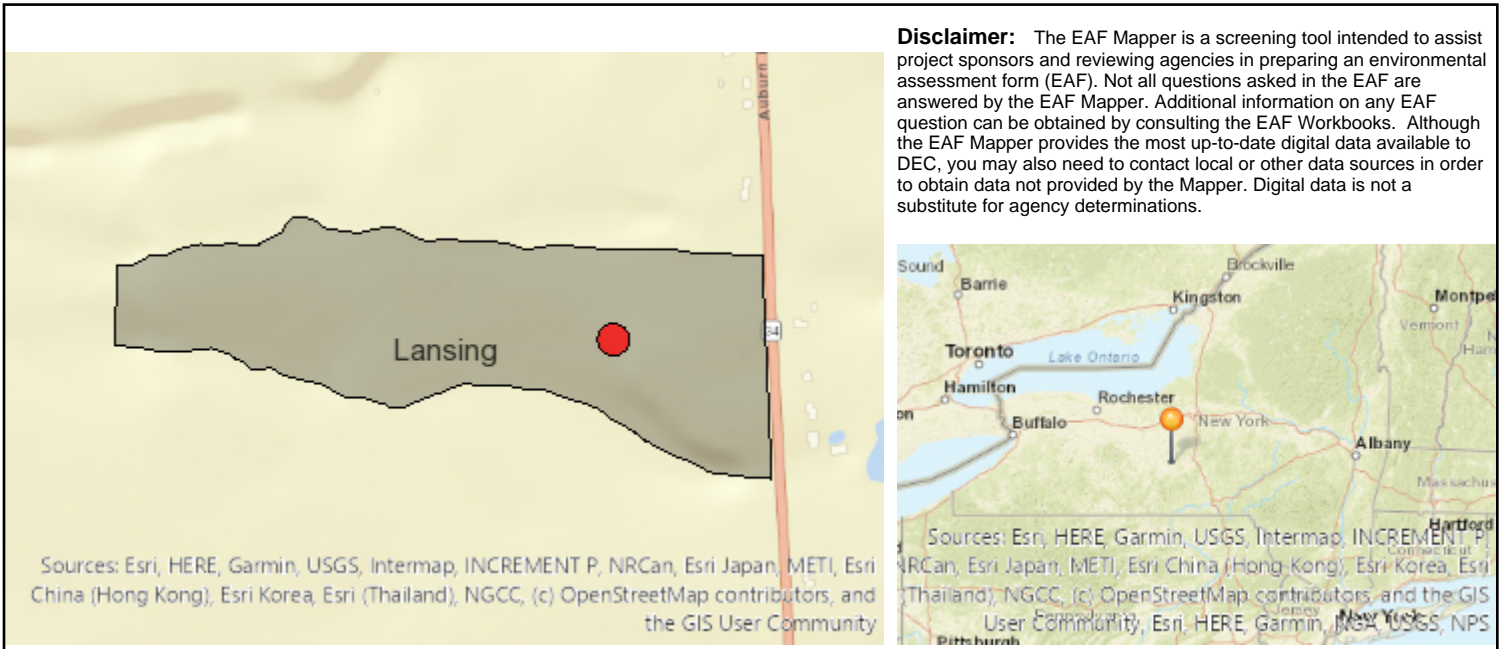 Disclaimer: The EAF Mapper is a screening tool intended to assist
project sponsors and reviewing agencies in preparing an environmental
assessment form (EAF). Not all questions asked in the EAF are
answered by the EAF Mapper. Additional information on any EAF
question can be obtained by consulting the EAF Workbooks. Although
the EAF Mapper provides the most up-to-date digital data available to
DEC, you may also need to contact local or other data sources in order
to obtain data not provided by the Mapper. Digital data is not a
substitute for agency determinations.
Auburn
34
Lansing
Sources: Esri, HERE, Garmin, USGS, Intermap, INCREMENT P, NRCan, Esri Japan, METI, Esri
China (Hong Kong), Esri Korea, Esri (Thailand), NGCC, (c) OpenStreetMap contributors, and
the GIS User Community
Sound
Barrie
Brockville
Kingston
Montpe
Vermont
Toronto
Lake Ontario
Ham
Hamilton
Rochester
on
Buffalo
New York
Albany
Massachus
Hartford
Connecticut
Sources: Esri, HERE, Garmin, USGS, Intermap, INCREMENT P,
NRCan, Esri Japan, METI, Esri China (Hong Kong), Esri Korea, Esri
(Thailand), NGCC, (c) OpenStreetMap contributors, and the GIS
Jersey
User Community, Esri, HERE, Garmin, NGA, USGS, NPS
Pennsylvania
New York
Pittsburgh